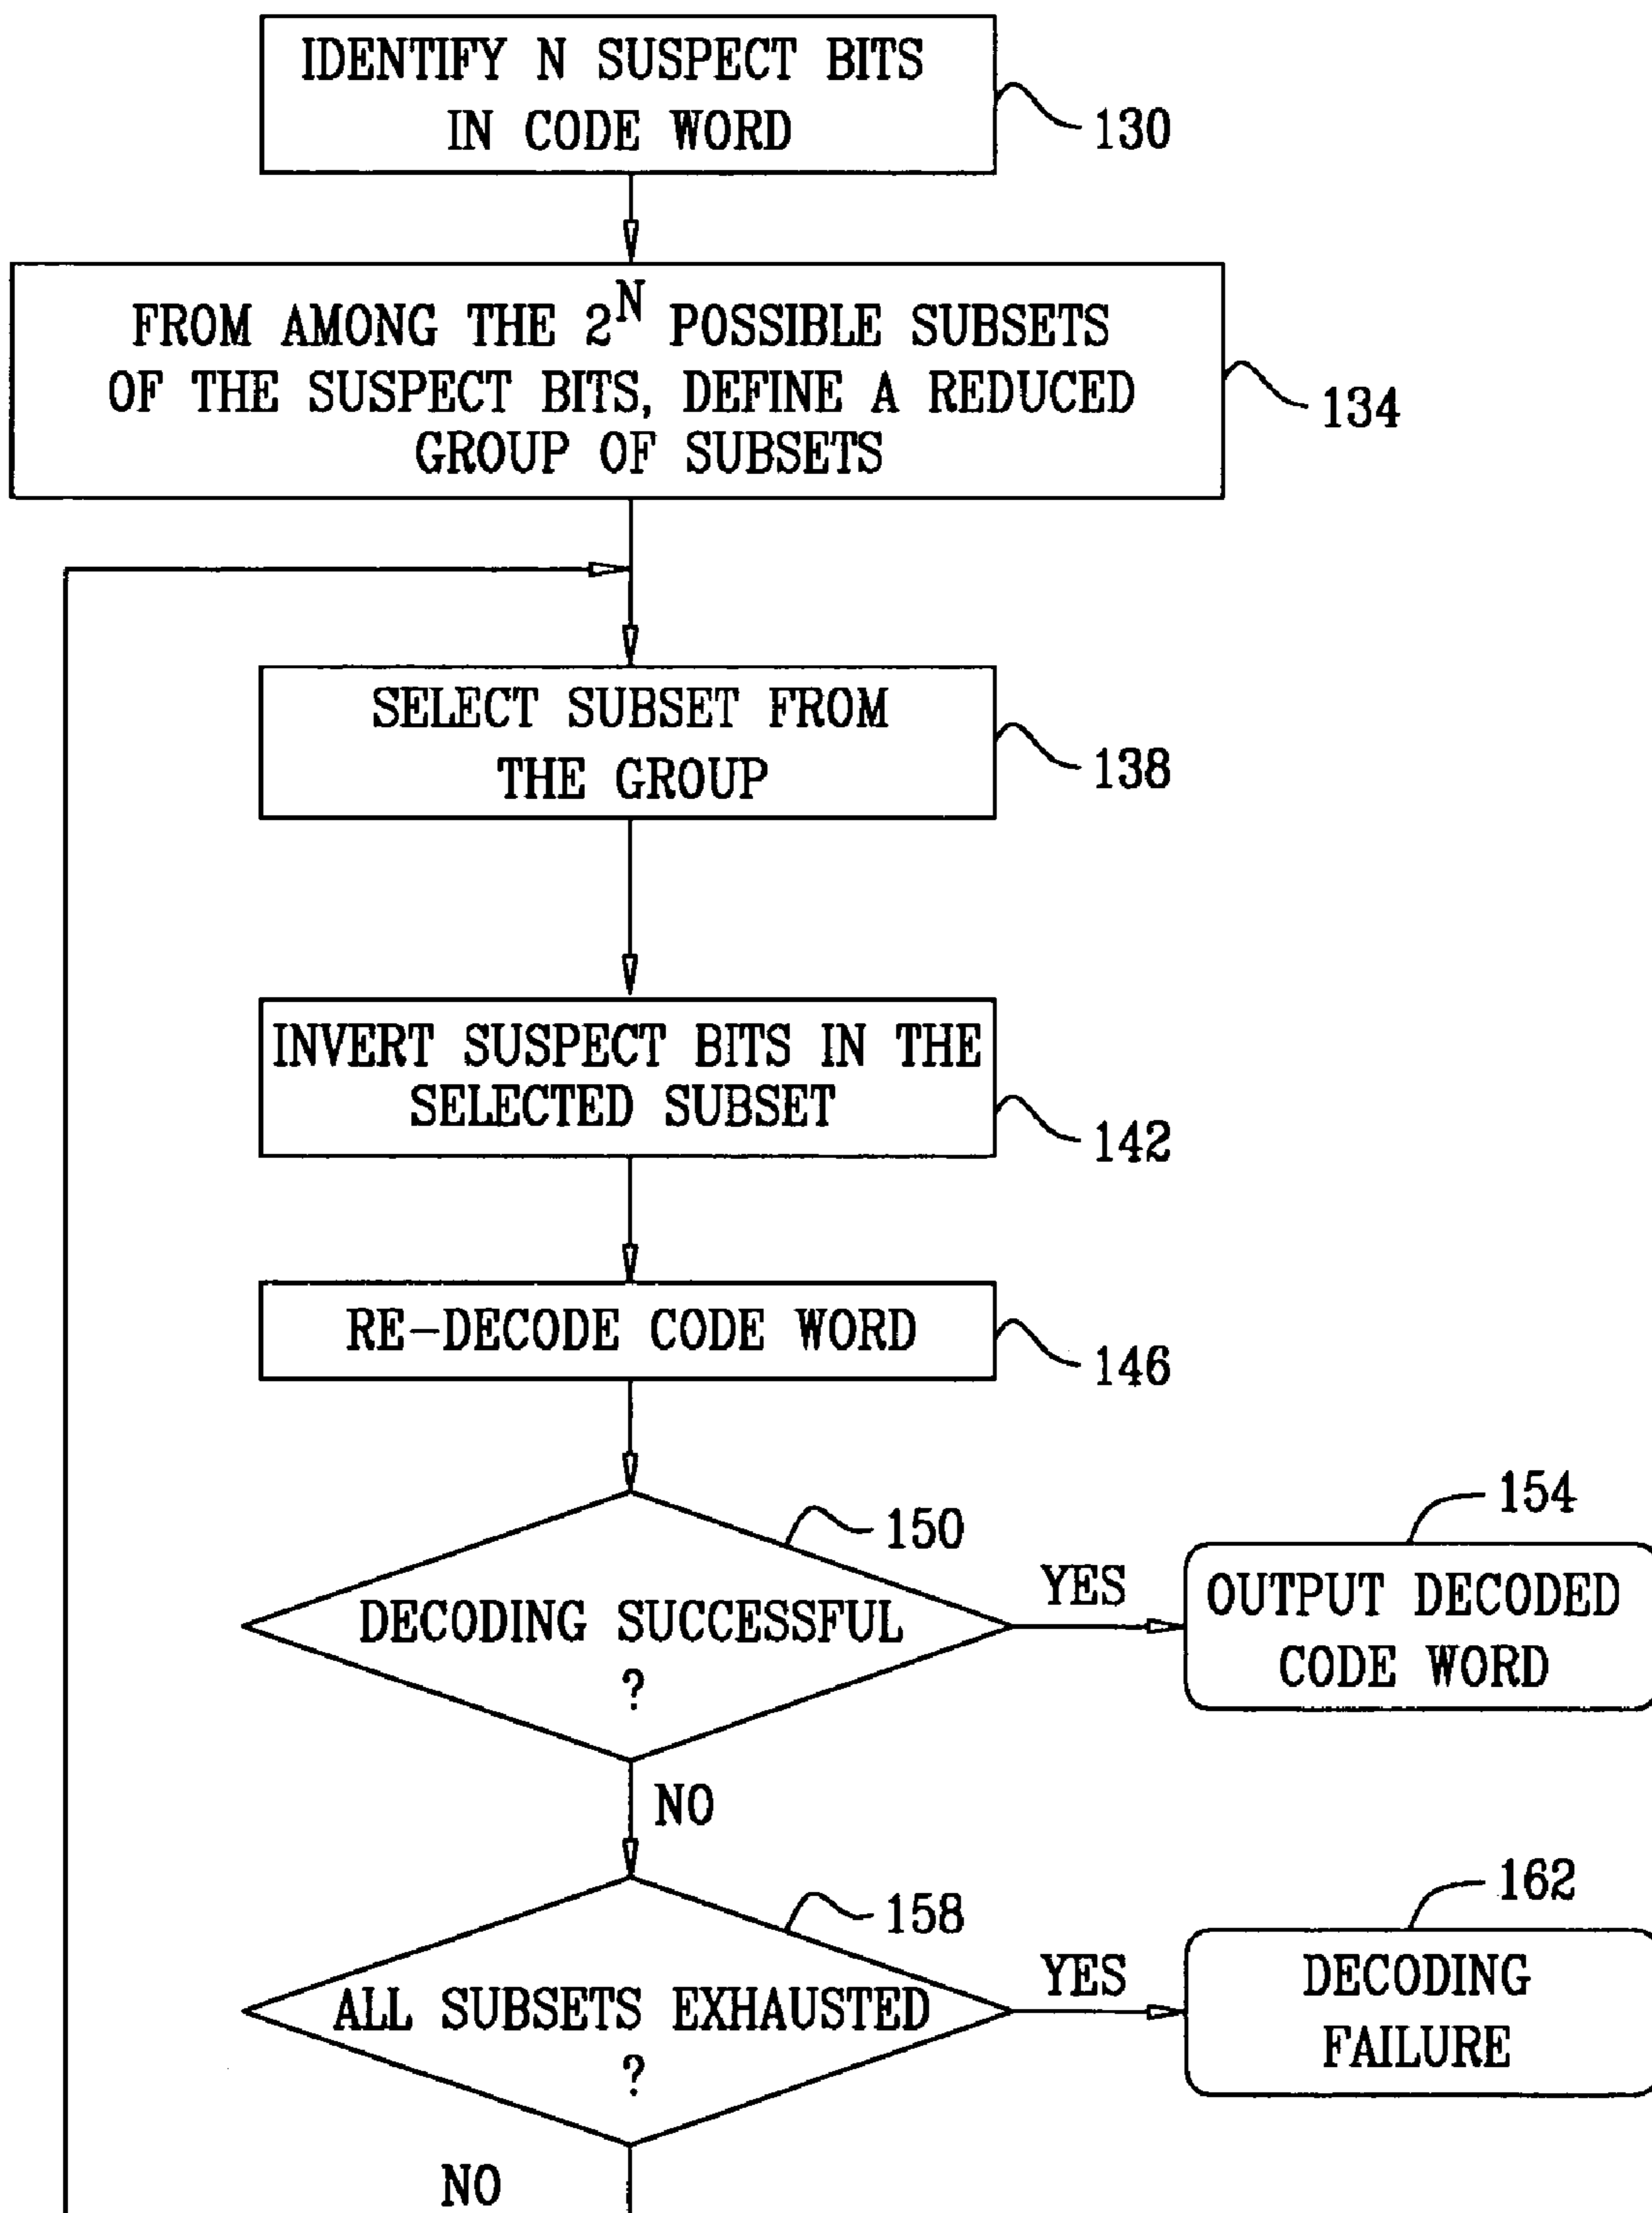 IDENTIFY N SUSPECT BITS
IN CODE WORD
130
FROM AMONG THE 2^N POSSIBLE SUBSETS
OF THE SUSPECT BITS, DEFINE A REDUCED
GROUP OF SUBSETS
134
SELECT SUBSET FROM
THE GROUP
138
INVERT SUSPECT BITS IN THE
SELECTED SUBSET
142
RE-DECODE CODE WORD
146
DECODING SUCCESSFUL
?
150
YES
154
OUTPUT DECODED
CODE WORD
NO
ALL SUBSETS EXHAUSTED
?
158
YES
162
DECODING
FAILURE
NO